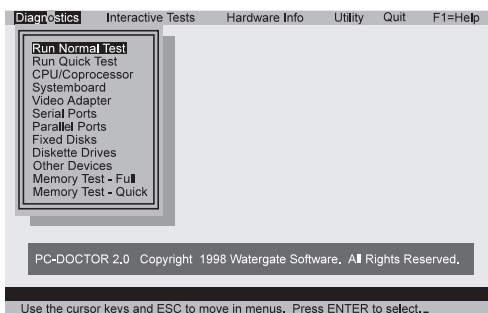 Diagnostics Interactive Tests Hardware Info Utility Quit F1=Help
Run Normal Test
Run Quick Test
CPU/Coprocessor
Systemboard
Video Adapter
Serial Ports
Parallel Ports
Fixed Disks
Diskette Drives
Other Devices
Memory Test - Full
Memory Test - Quick
PC-DOCTOR 2.0 Copyright 1998 Watergate Software. All Rights Reserved.
Use the cursor keys and ESC to move in menus. Press ENTER to select._